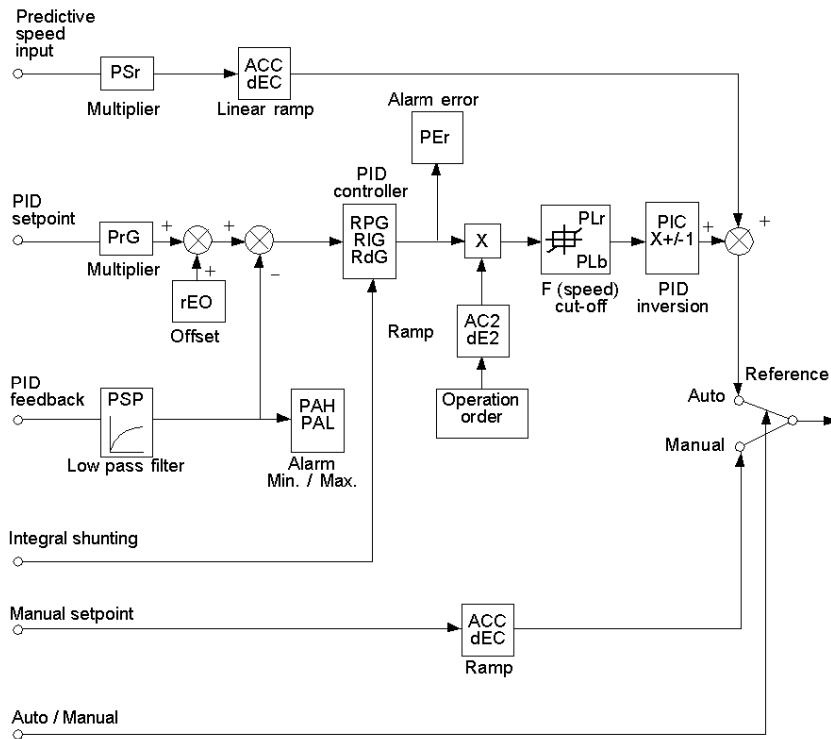 Predictive
speed
input
PSr
Multiplier
ACC
dEC
Linear ramp
Alarm error
PEr
PID
setpoint
PrG
Multiplier
+
+
+
rEO
Offset
−
PID
controller
RPG
RIG
RdG
X
Ramp
AC2
dE2
Operation
order
PLr
PLb
F (speed)
cut-off
PIC
X+/-1
PID
inversion
+
+
PID
feedback
PSP
Low pass filter
PAH
PAL
Alarm
Min. / Max.
Reference
Auto
Manual
Integral shunting
Manual setpoint
ACC
dEC
Ramp
Auto / Manual